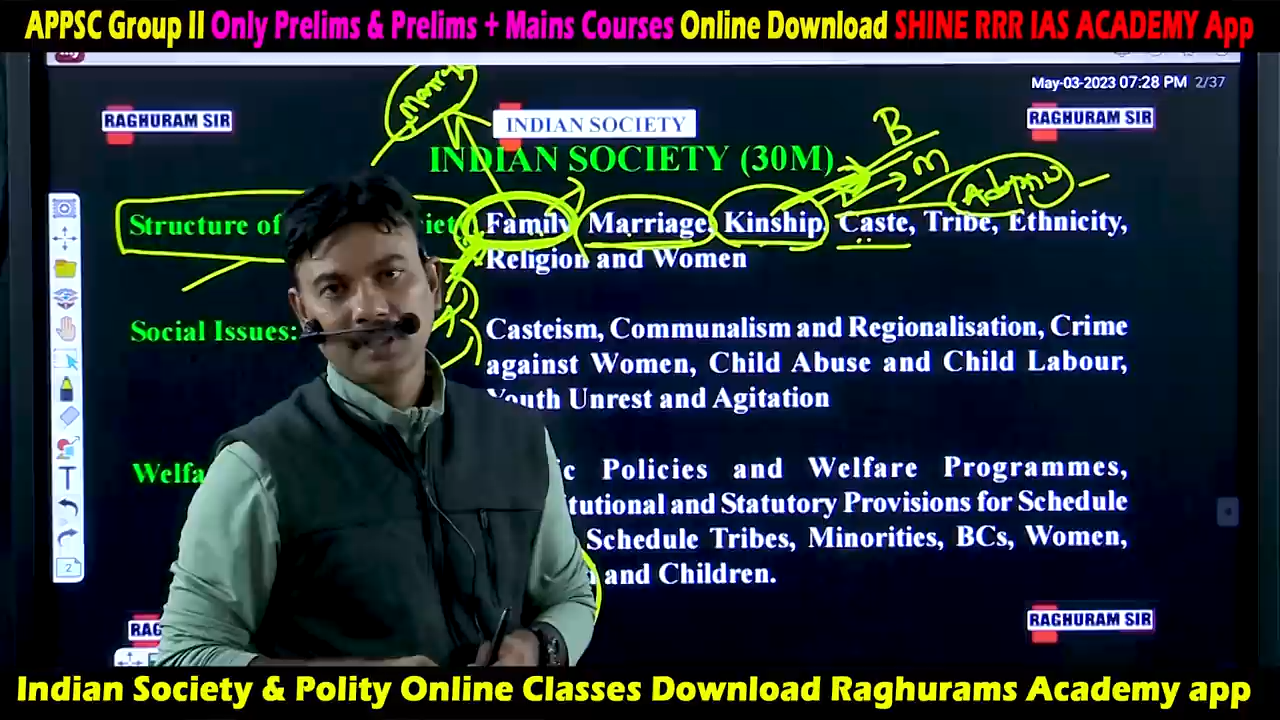 APPSC Group II Only Prelims & Prelims + Mains Courses Online Download SHINE RRR IAS ACADEMY App
May-03-2023 07:28 PM 2/37
Marriage
RAGHURAM SIR
INDIAN SOCIETY
RAGHURAM SIR
B
INDIAN SOCIETY (30M)
M
Structure of
Family, Marriage, Kinship, Caste, Tribe, Ethnicity,
Religion and Women
Social Issues:
Casteism, Communalism and Regionalisation, Crime
against Women, Child Abuse and Child Labour,
Youth Unrest and Agitation
Welfa
c Policies and Welfare Programmes,
tutional and Statutory Provisions for Schedule
Schedule Tribes, Minorities, BCs, Women,
and Children.
T
2
RAG
RAGHURAM SIR
Indian Society & Polity Online Classes Download Raghurams Academy app